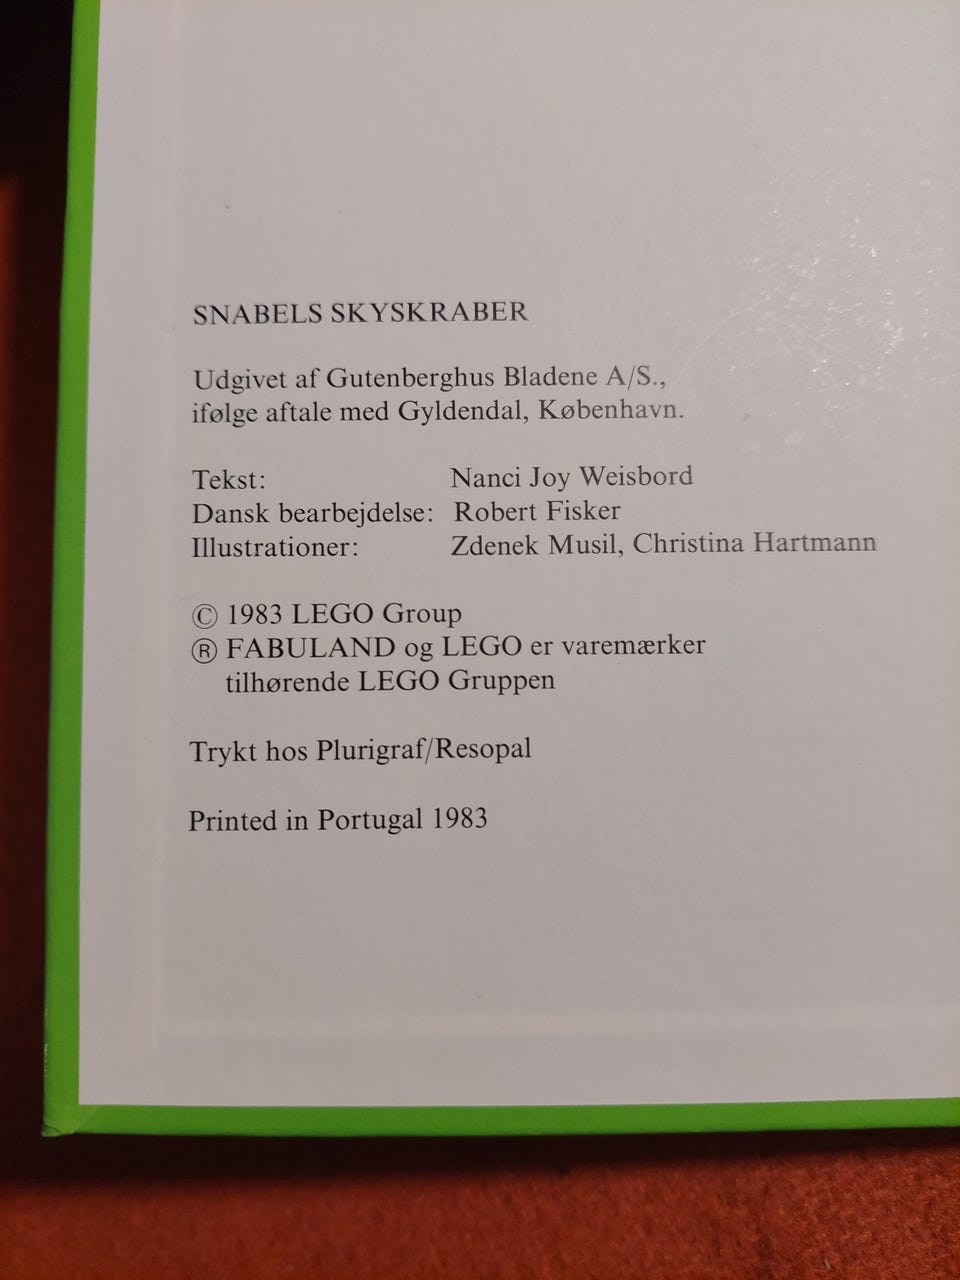 SNABELS SKYSKRABER
Udgivet af Gutenberghus Bladene A/S.,
ifølge aftale med Gyldendal, København.
Tekst: Nanci Joy Weisbord
Dansk bearbejdelse: Robert Fisker
Illustrationer: Zdenek Musil, Christina Hartmann
© 1983 LEGO Group
® FABULAND og LEGO er varemærker
tilhørende LEGO Gruppen
Trykt hos Plurigraf/Resopal
Printed in Portugal 1983